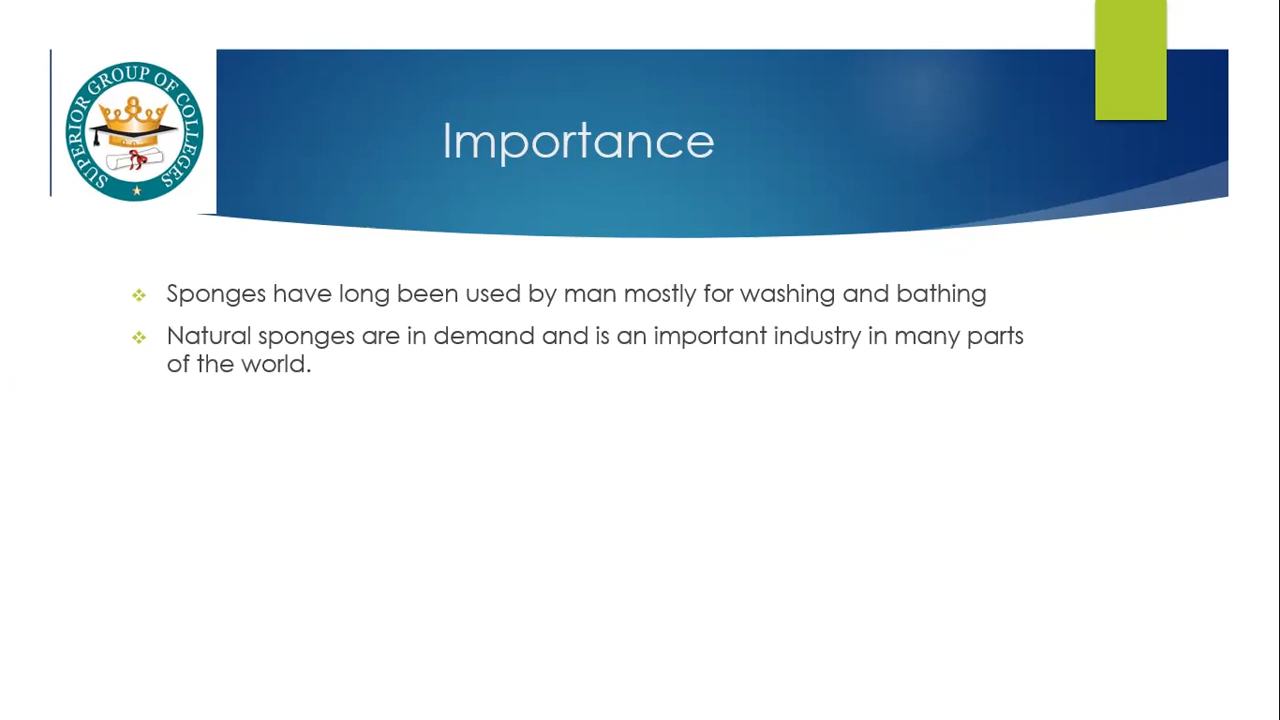 SUPERIOR GROUP OF COLLEGES
Importance
Sponges have long been used by man mostly for washing and bathing
Natural sponges are in demand and is an important industry in many parts
of the world.